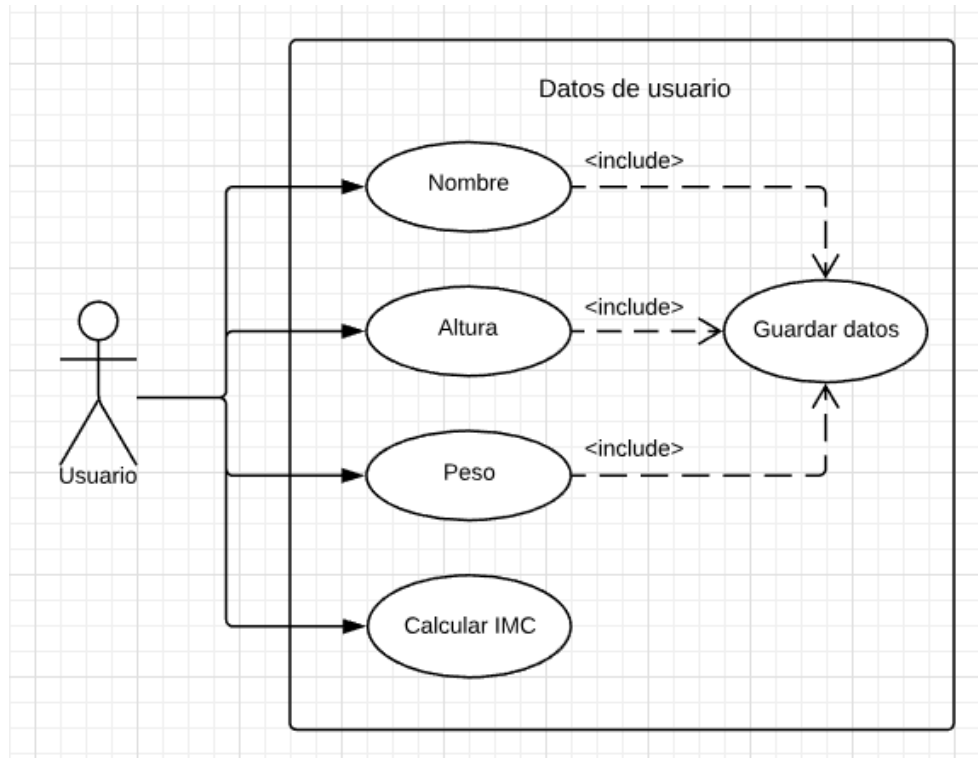 Datos de usuario
<include>
Nombre
<include>
Altura
Guardar datos
<include>
Peso
Usuario
Calcular IMC